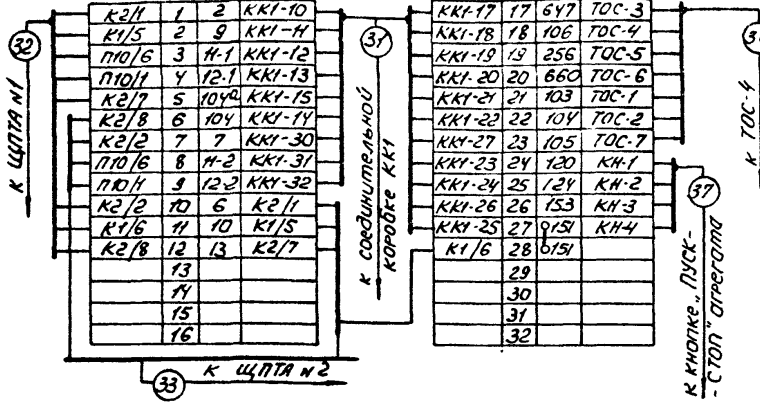 К2/1 1 2 КК1-10
К1/5 2 9 КК1-11
П10/6 3 11-1 КК1-12
П10/1 4 12-1 КК1-13
К2/7 5 104а КК1-15
К2/8 6 104 КК1-14
К2/2 7 7 КК1-30
П10/6 8 11-2 КК1-31
П10/1 9 12-2 КК1-32
К2/2 10 6 К2/1
К1/6 11 10 К1/5
К2/8 12 13 К2/7
13
14
15
16
32
К ЩПТА №1
33
К ЩПТА №2
31
К соединительной
коробке КК1
КК1-17 17 647 ТОС-3
КК1-18 18 106 ТОС-4
КК1-19 19 256 ТОС-5
КК1-20 20 660 ТОС-6
КК1-21 21 103 ТОС-1
КК1-22 22 104 ТОС-2
КК1-27 23 105 ТОС-7
КК1-23 24 120 КН-1
КК1-24 25 124 КН-2
КК1-26 26 153 КН-3
КК1-25 27 151 КН-4
К1/6 28 151
29
30
31
32
К ТОС-4
37
К кнопке „ПУСК-
-СТОП" агрегата